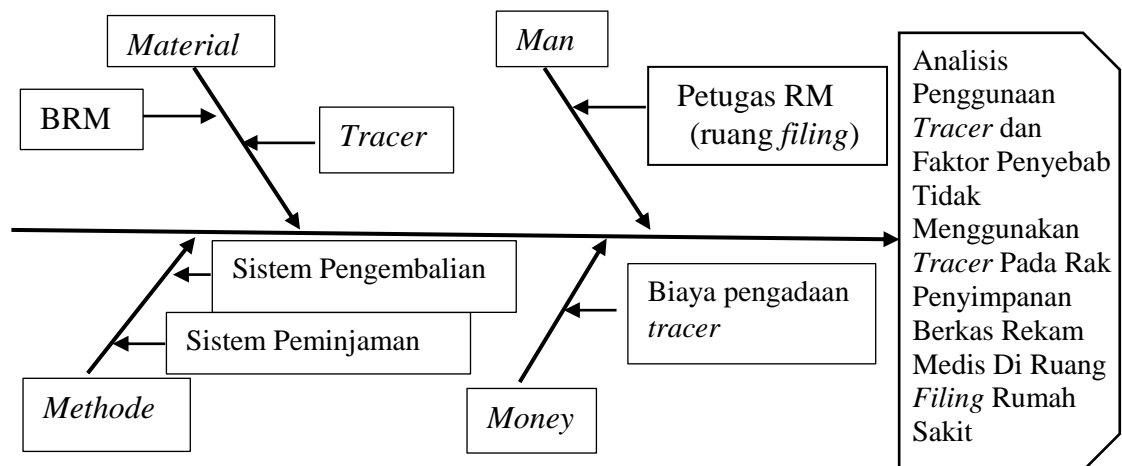 Material
Man
BRM
Tracer
Petugas RM
(ruang filing)
Sistem Pengembalian
Sistem Peminjaman
Biaya pengadaan
tracer
Methode
Money
Analisis
Penggunaan
Tracer dan
Faktor Penyebab
Tidak
Menggunakan
Tracer Pada Rak
Penyimpanan
Berkas Rekam
Medis Di Ruang
Filing Rumah
Sakit